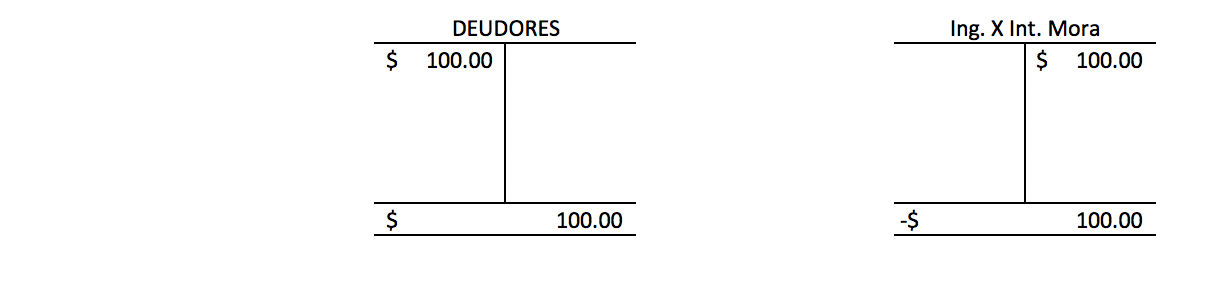 DEUDORES Ing. X Int. Mora
$ 100.00 $ 100.00
$ 100.00 -$ 100.00